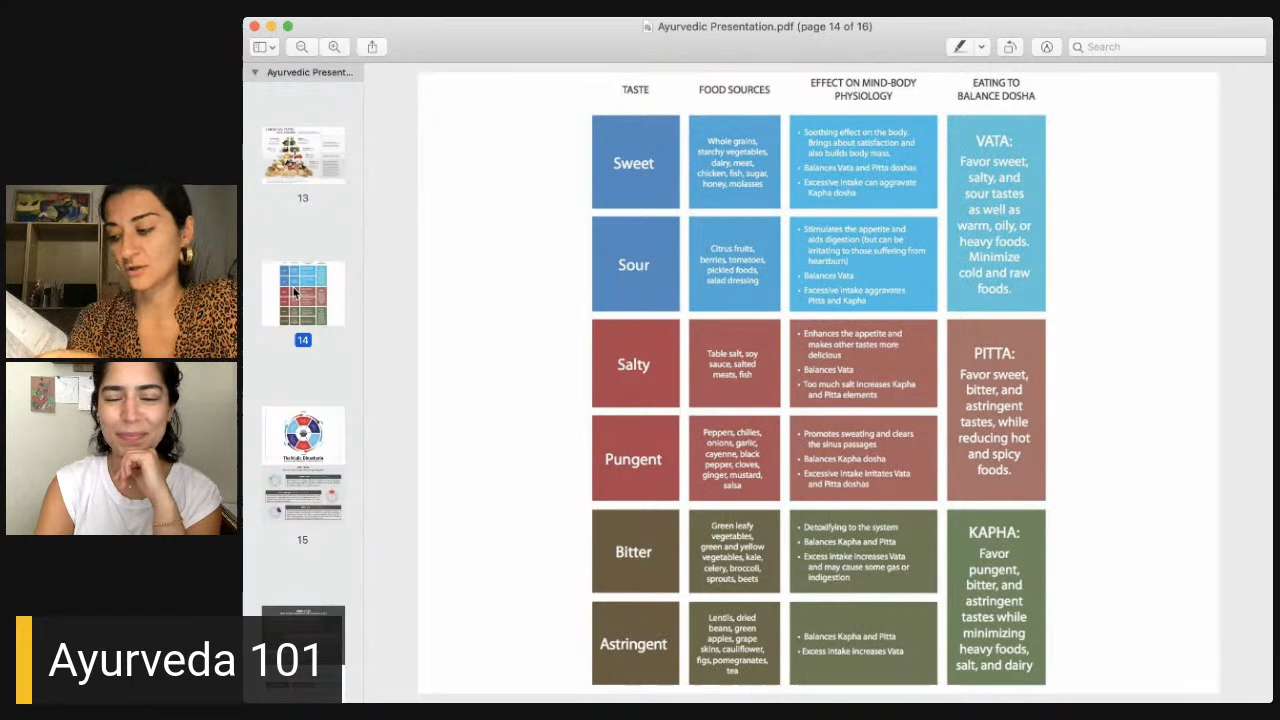 Ayurvedic Presentation.pdf (page 14 of 16)
Search
Ayurvedic Present...
13
14
15
TASTE
FOOD SOURCES
EFFECT ON MIND-BODY
PHYSIOLOGY
EATING TO
BALANCE DOSHA
Sweet
Whole grains,
starchy vegetables,
dairy, meat,
chicken, fish, sugar,
honey, molasses
• Soothing effect on the body.
Brings about satisfaction and
also builds body mass.
• Balances Vata and Pitta doshas
• Excessive intake can aggravate
Kapha dosha
VATA:
Favor sweet,
salty, and
sour tastes
as well as
warm, oily, or
heavy foods.
Minimize
cold and raw
foods.
Sour
Citrus fruits,
berries, tomatoes,
pickled foods,
salad dressing
• Stimulates the appetite and
aids digestion (but can be
irritating to those suffering from
heartburn)
• Balances Vata
• Excessive intake aggravates
Pitta and Kapha
Salty
Table salt, soy
sauce, salted
meats, fish
• Enhances the appetite and
makes other tastes more
delicious
• Balances Vata
• Too much salt increases Kapha
and Pitta elements
PITTA:
Favor sweet,
bitter, and
astringent
tastes, while
reducing hot
and spicy
foods.
Pungent
Peppers, chilies,
onions, garlic,
cayenne, black
pepper, cloves,
ginger, mustard,
salsa
• Promotes sweating and clears
the sinus passages
• Balances Kapha dosha
• Excessive intake irritates Vata
and Pitta doshas
Bitter
Green leafy
vegetables,
green and yellow
vegetables, kale,
celery, broccoli,
sprouts, beets
• Detoxifying to the system
• Balances Kapha and Pitta
• Excess intake increases Vata
and may cause some gas or
indigestion
KAPHA:
Favor
pungent,
bitter, and
astringent
tastes while
minimizing
heavy foods,
salt, and dairy
Astringent
Lentils, dried
beans, green
apples, grape
skins, cauliflower,
figs, pomegranates,
tea
• Balances Kapha and Pitta
• Excess intake increases Vata
Ayurveda 101